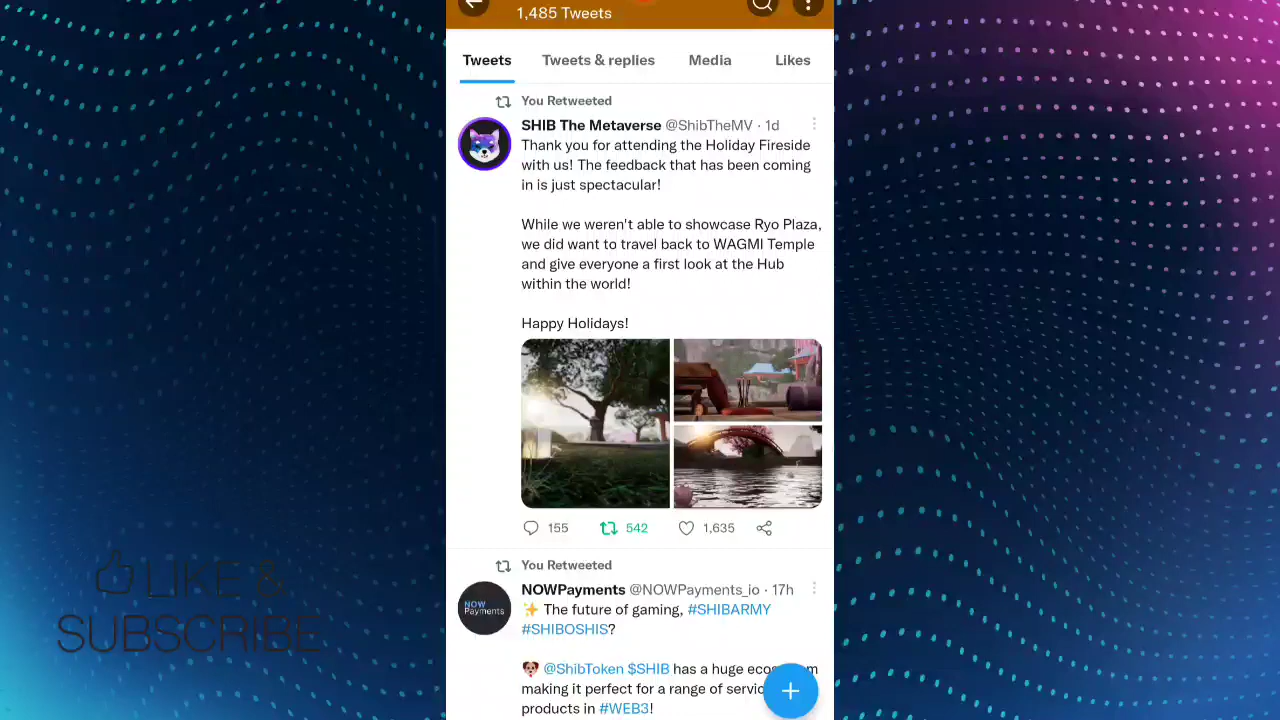 1,485 Tweets
Tweets
Tweets & replies
Media
Likes
You Retweeted
SHIB The Metaverse @ShibTheMV · 1d
Thank you for attending the Holiday Fireside
with us! The feedback that has been coming
in is just spectacular!
While we weren't able to showcase Ryo Plaza,
we did want to travel back to WAGMI Temple
and give everyone a first look at the Hub
within the world!
Happy Holidays!
155
542
1,635
You Retweeted
NOWPayments @NOWPayments_io · 17h
NOW
Payments
✨ The future of gaming, #SHIBARMY
#SHIBOSHIS?
@ShibToken $SHIB has a huge
making it perfect for a range of
products in #WEB3!
LIKE &
SUBSCRIBE